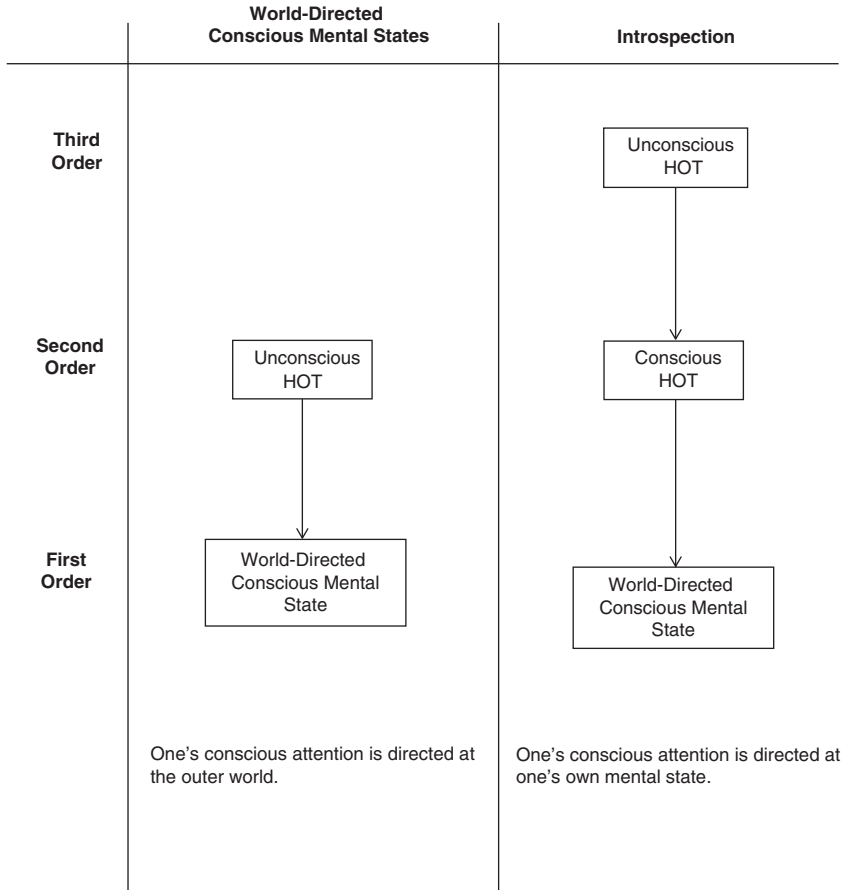 World-Directed
Conscious Mental States
Introspection
Third
Order
Unconscious
HOT
Second
Order
Unconscious
HOT
Conscious
HOT
First
Order
World-Directed
Conscious Mental
State
World-Directed
Conscious Mental
State
One's conscious attention is directed at
the outer world.
One's conscious attention is directed at
one's own mental state.